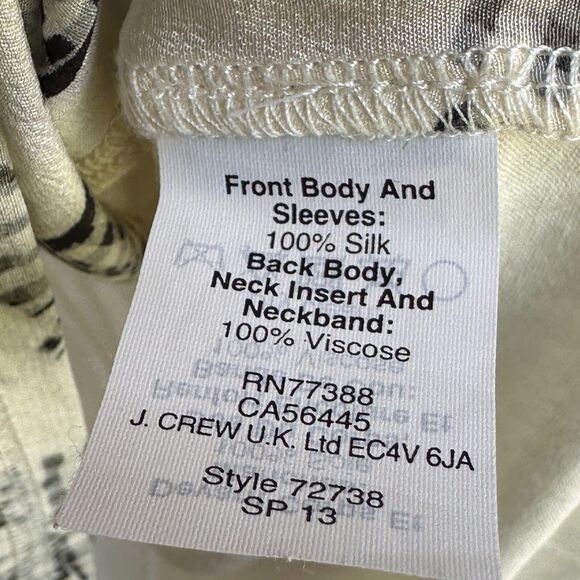 Front Body And
Sleeves:
100% Silk
Back Body,
Neck Insert And
Neckband:
100% Viscose
RN77388
CA56445
J. CREW U.K. Ltd EC4V 6JA
Style 72738
SP 13